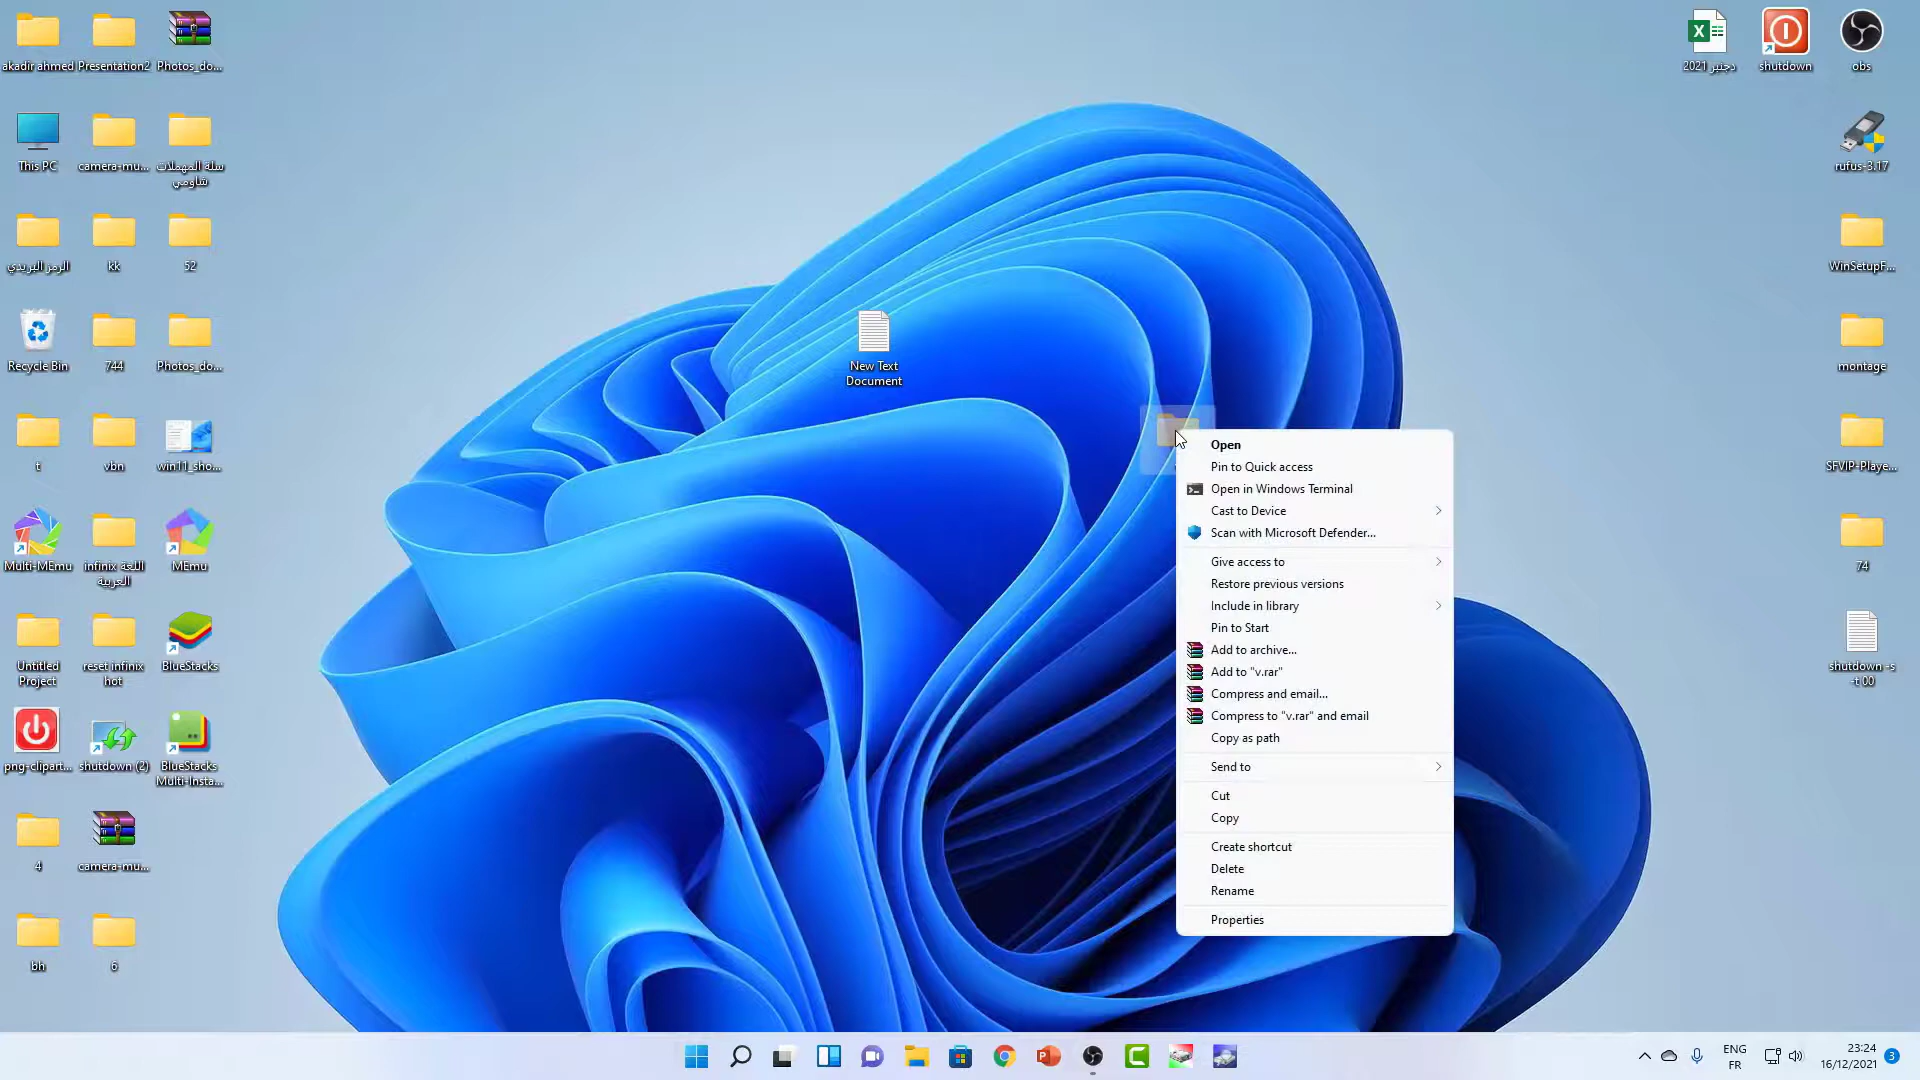 akadir ahmed
Presentation2
Photos_do...
دجنبر 2021
shutdown
obs
This PC
camera-mu...
سلة المهملات
شاومي
rufus-3.17
الرمز البريدي
kk
52
WinSetupF...
Recycle Bin
744
Photos_do...
New Text
Document
montage
t
vbn
win11_sho...
SFVIP-Playe...
Multi-MEmu
infinix اللغة
العربية
MEmu
74
Untitled
Project
reset infinix
hot
BlueStacks
shutdown -s
-t 00
png-clipart...
shutdown (2)
BlueStacks
Multi-Insta...
4
camera-mu...
bh
6
Open
Pin to Quick access
Open in Windows Terminal
Cast to Device
Scan with Microsoft Defender...
Give access to
Restore previous versions
Include in library
Pin to Start
Add to archive...
Add to "v.rar"
Compress and email...
Compress to "v.rar" and email
Copy as path
Send to
Cut
Copy
Create shortcut
Delete
Rename
Properties
ENG
FR
23:24
16/12/2021
3